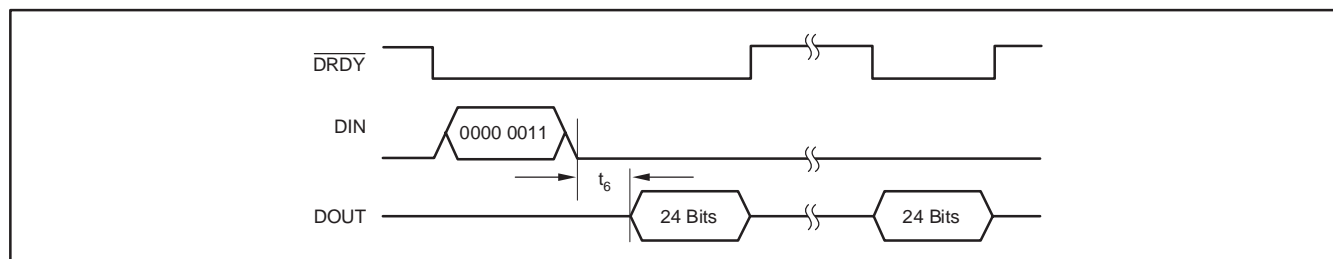 DRDY
DIN
0000 0011
t6
DOUT
24 Bits
24 Bits